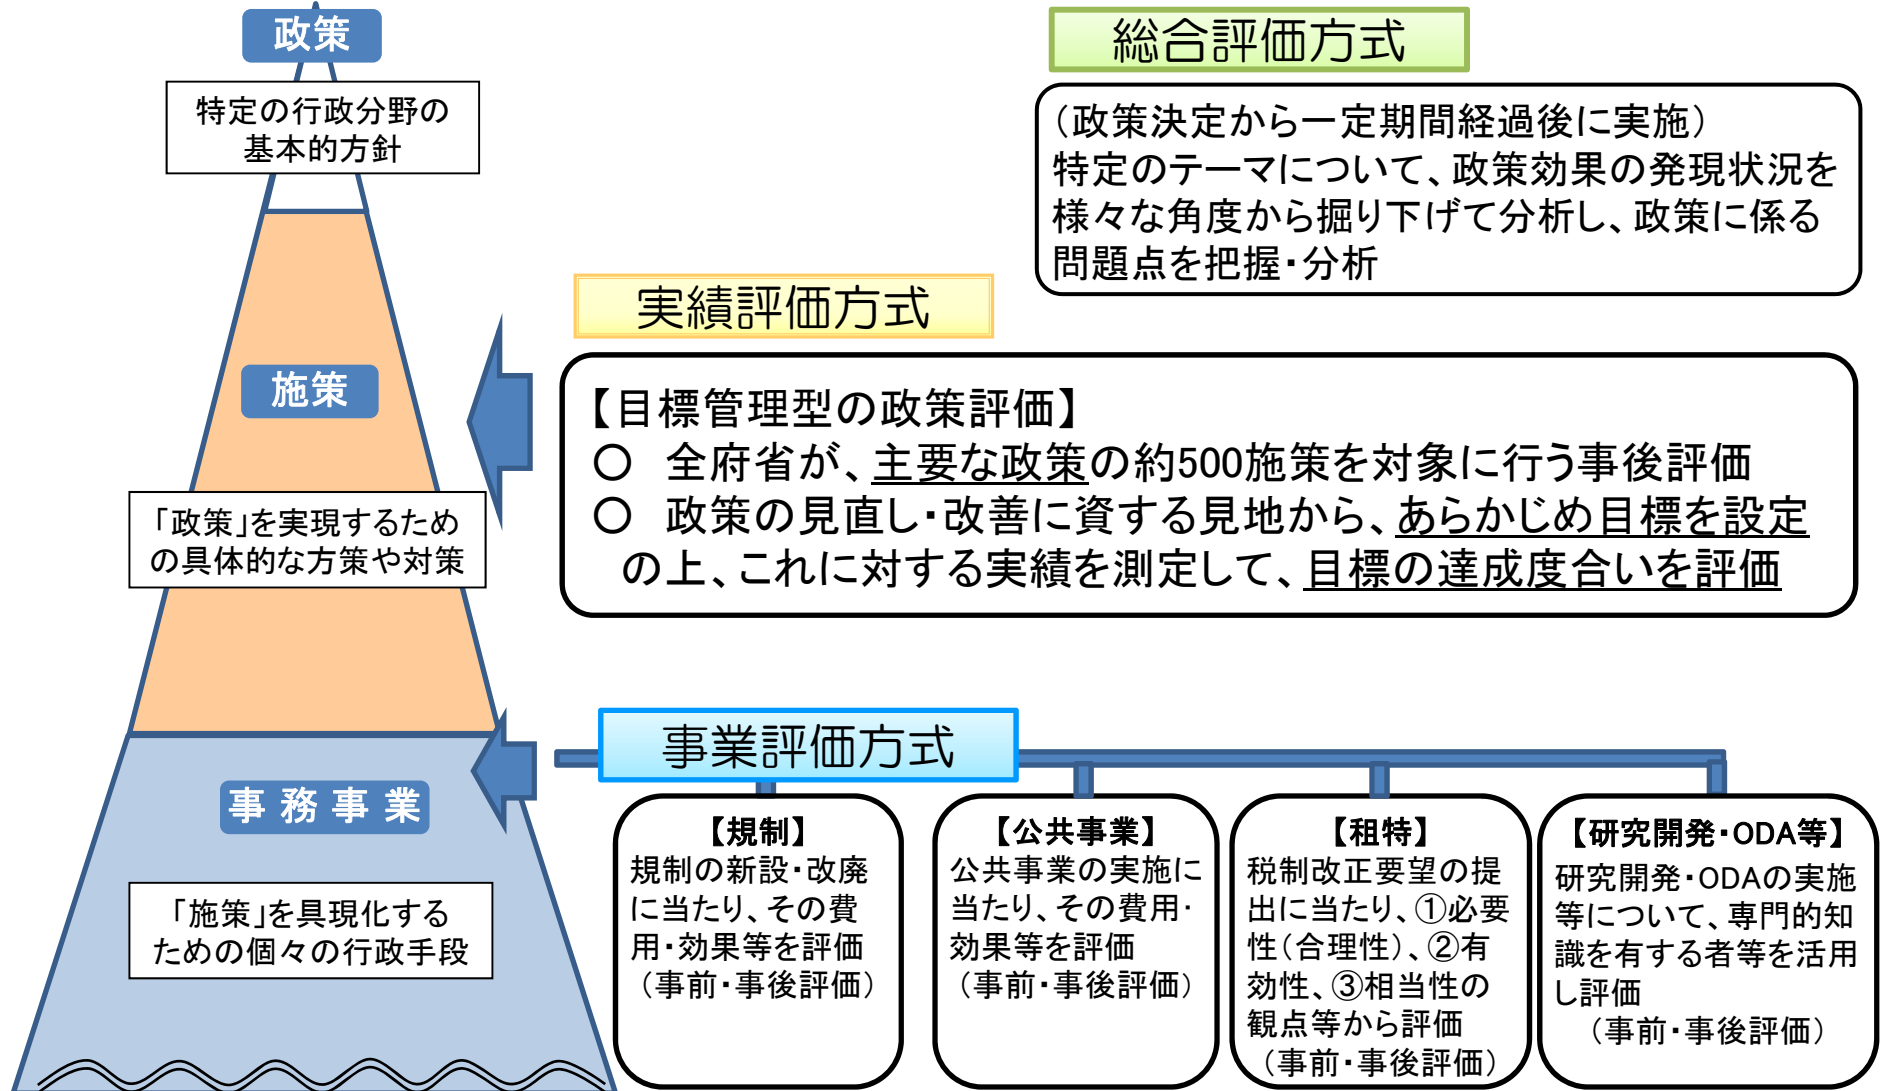 政策
特定の行政分野の
基本的方針
総合評価方式
（政策決定から一定期間経過後に実施）
特定のテーマについて、政策効果の発現状況を
様々な角度から掘り下げて分析し、政策に係る
問題点を把握・分析
実績評価方式
施策
「政策」を実現するため
の具体的な方策や対策
【目標管理型の政策評価】
○　全府省が、主要な政策の約500施策を対象に行う事後評価
○　政策の見直し・改善に資する見地から、あらかじめ目標を設定
の上、これに対する実績を測定して、目標の達成度合いを評価
事業評価方式
事務事業
「施策」を具現化する
ための個々の行政手段
【規制】
規制の新設・改廃
に当たり、その費
用・効果等を評価
（事前・事後評価）
【公共事業】
公共事業の実施に
当たり、その費用・
効果等を評価
（事前・事後評価）
【租特】
税制改正要望の提
出に当たり、①必要
性（合理性）、②有
効性、③相当性の
観点等から評価
（事前・事後評価）
【研究開発・ODA等】
研究開発・ODAの実施
等について、専門的知
識を有する者等を活用
し評価
（事前・事後評価）